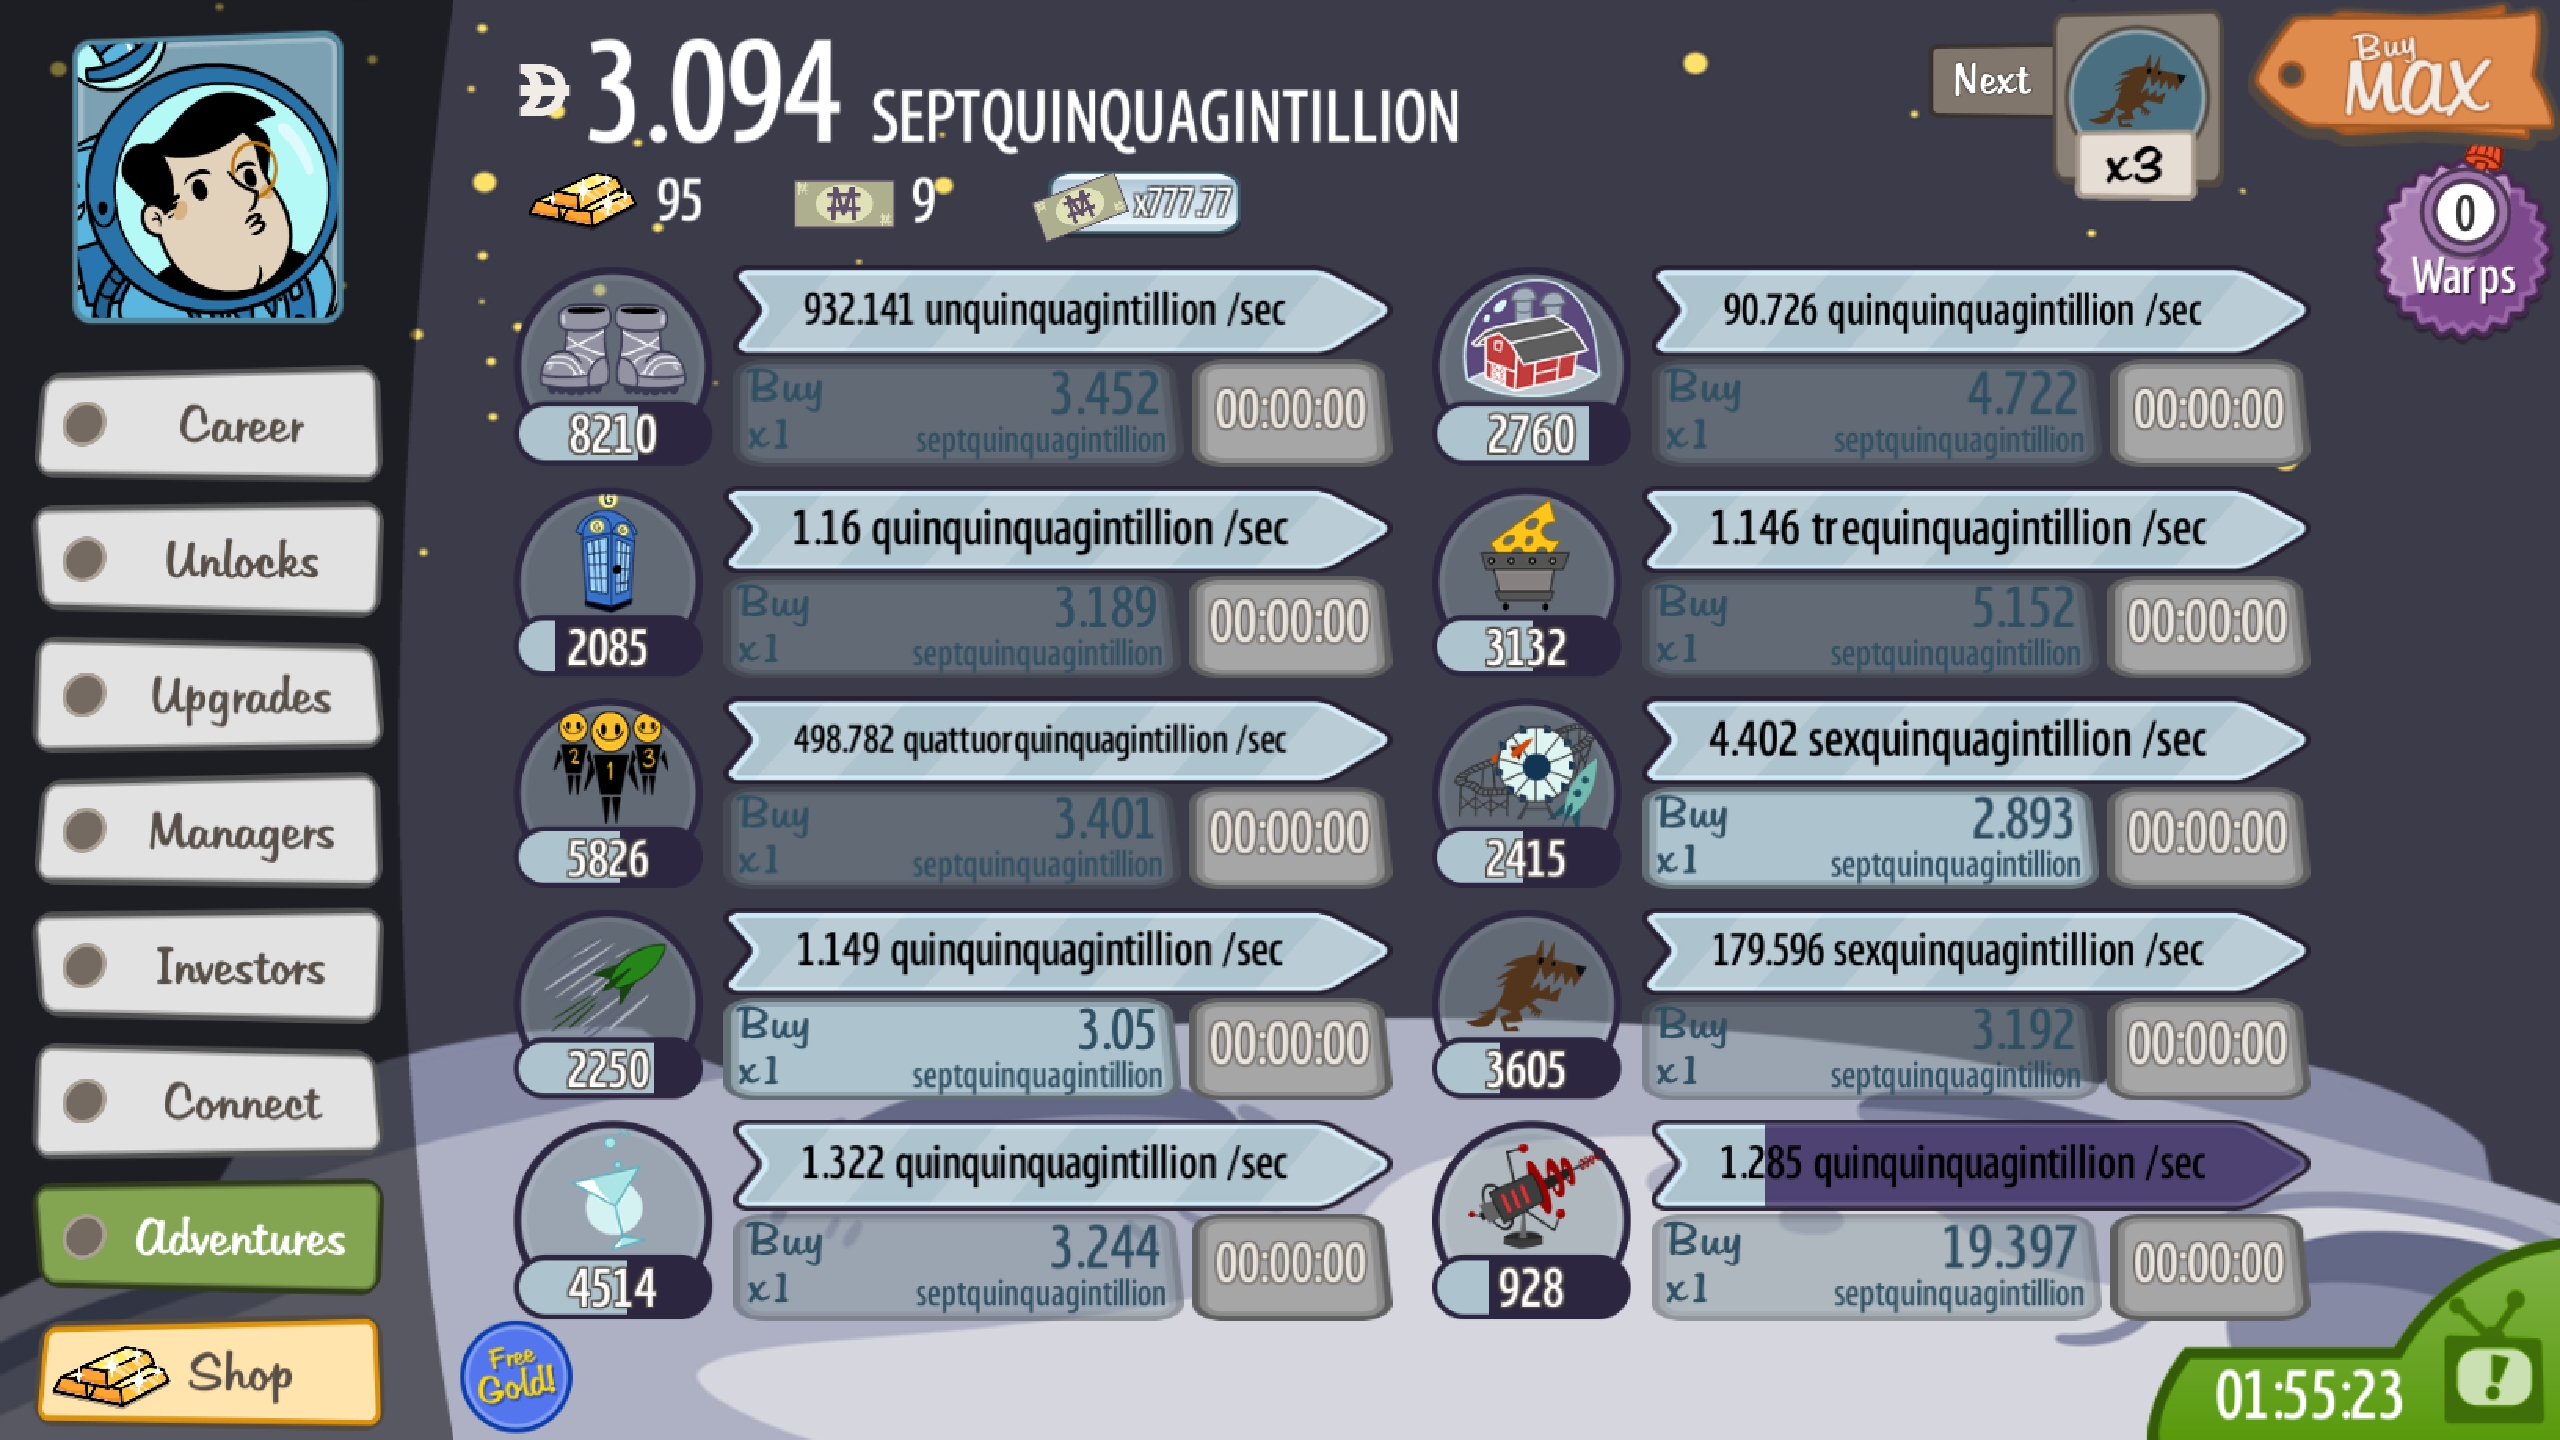 3.094 SEPTQUINQUAGINTILLION
Next
x3
Buy
MAX
95
9
x777.77
0
Warps
Career
Unlocks
Upgrades
Managers
Investors
Connect
Adventures
Shop
932.141 unquinquagintillion /sec
Buy 3.452
x1 septquinquagintillion
00:00:00
8210
90.726 quinquinquagintillion /sec
Buy 4.722
x1 septquinquagintillion
00:00:00
2760
G
G G
1.16 quinquinquagintillion /sec
Buy 3.189
x1 septquinquagintillion
00:00:00
2085
1.146 trequinquagintillion /sec
Buy 5.152
x1 septquinquagintillion
00:00:00
3132
2 1 3
498.782 quattuorquinquagintillion /sec
Buy 3.401
x1 septquinquagintillion
00:00:00
5826
4.402 sexquinquagintillion /sec
Buy 2.893
x1 septquinquagintillion
00:00:00
2415
1.149 quinquinquagintillion /sec
Buy 3.05
x1 septquinquagintillion
00:00:00
2250
179.596 sexquinquagintillion /sec
Buy 3.192
x1 septquinquagintillion
00:00:00
3605
1.322 quinquinquagintillion /sec
Buy 3.244
x1 septquinquagintillion
00:00:00
4514
1.285 quinquinquagintillion /sec
Buy 19.397
x1 septquinquagintillion
00:00:00
928
Free
Gold!
01:55:23
!